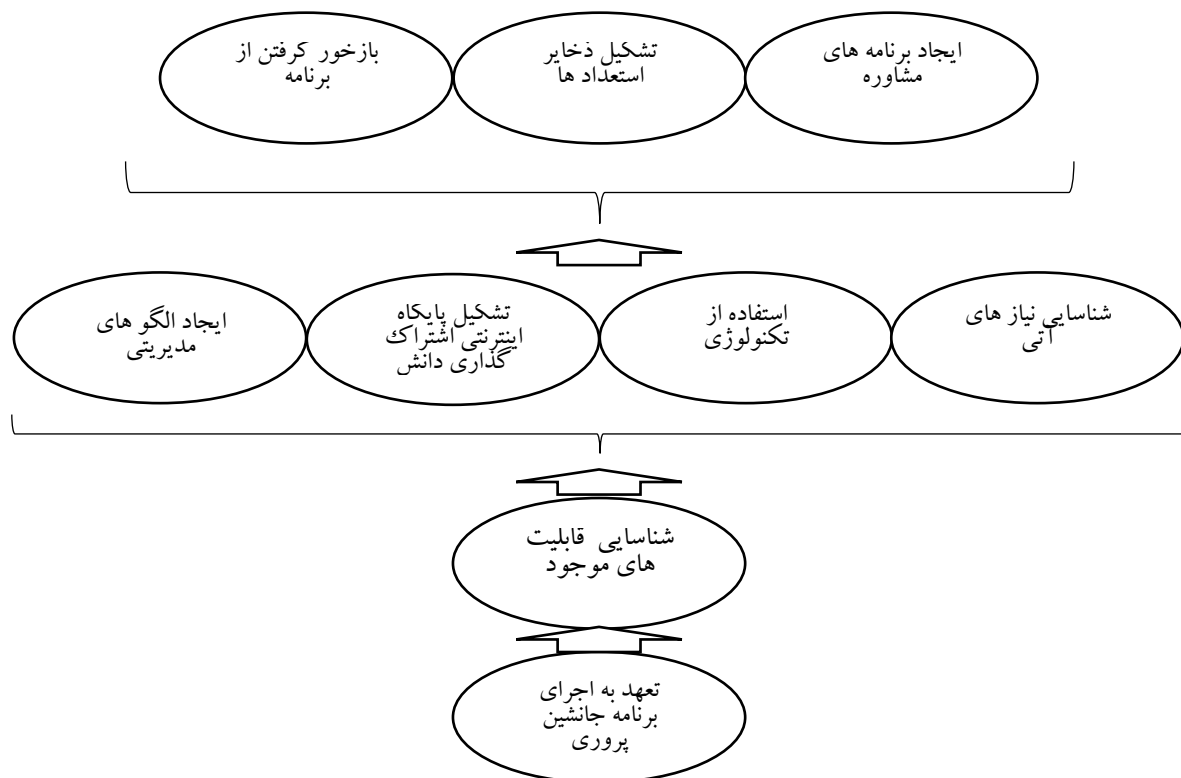 ایجاد برنامه های
مشاوره
تشکیل ذخایر
استعداد ها
بازخور گرفتن از
برنامه
شناسایی نیاز های
آتی
استفاده از
تکنولوژی
تشکیل پایگاه
اینترنتی اشتراك
گذاری دانش
ایجاد الگو های
مدیریتی
شناسایی قابلیت
های موجود
تعهد به اجرای
برنامه جانشین
پروری